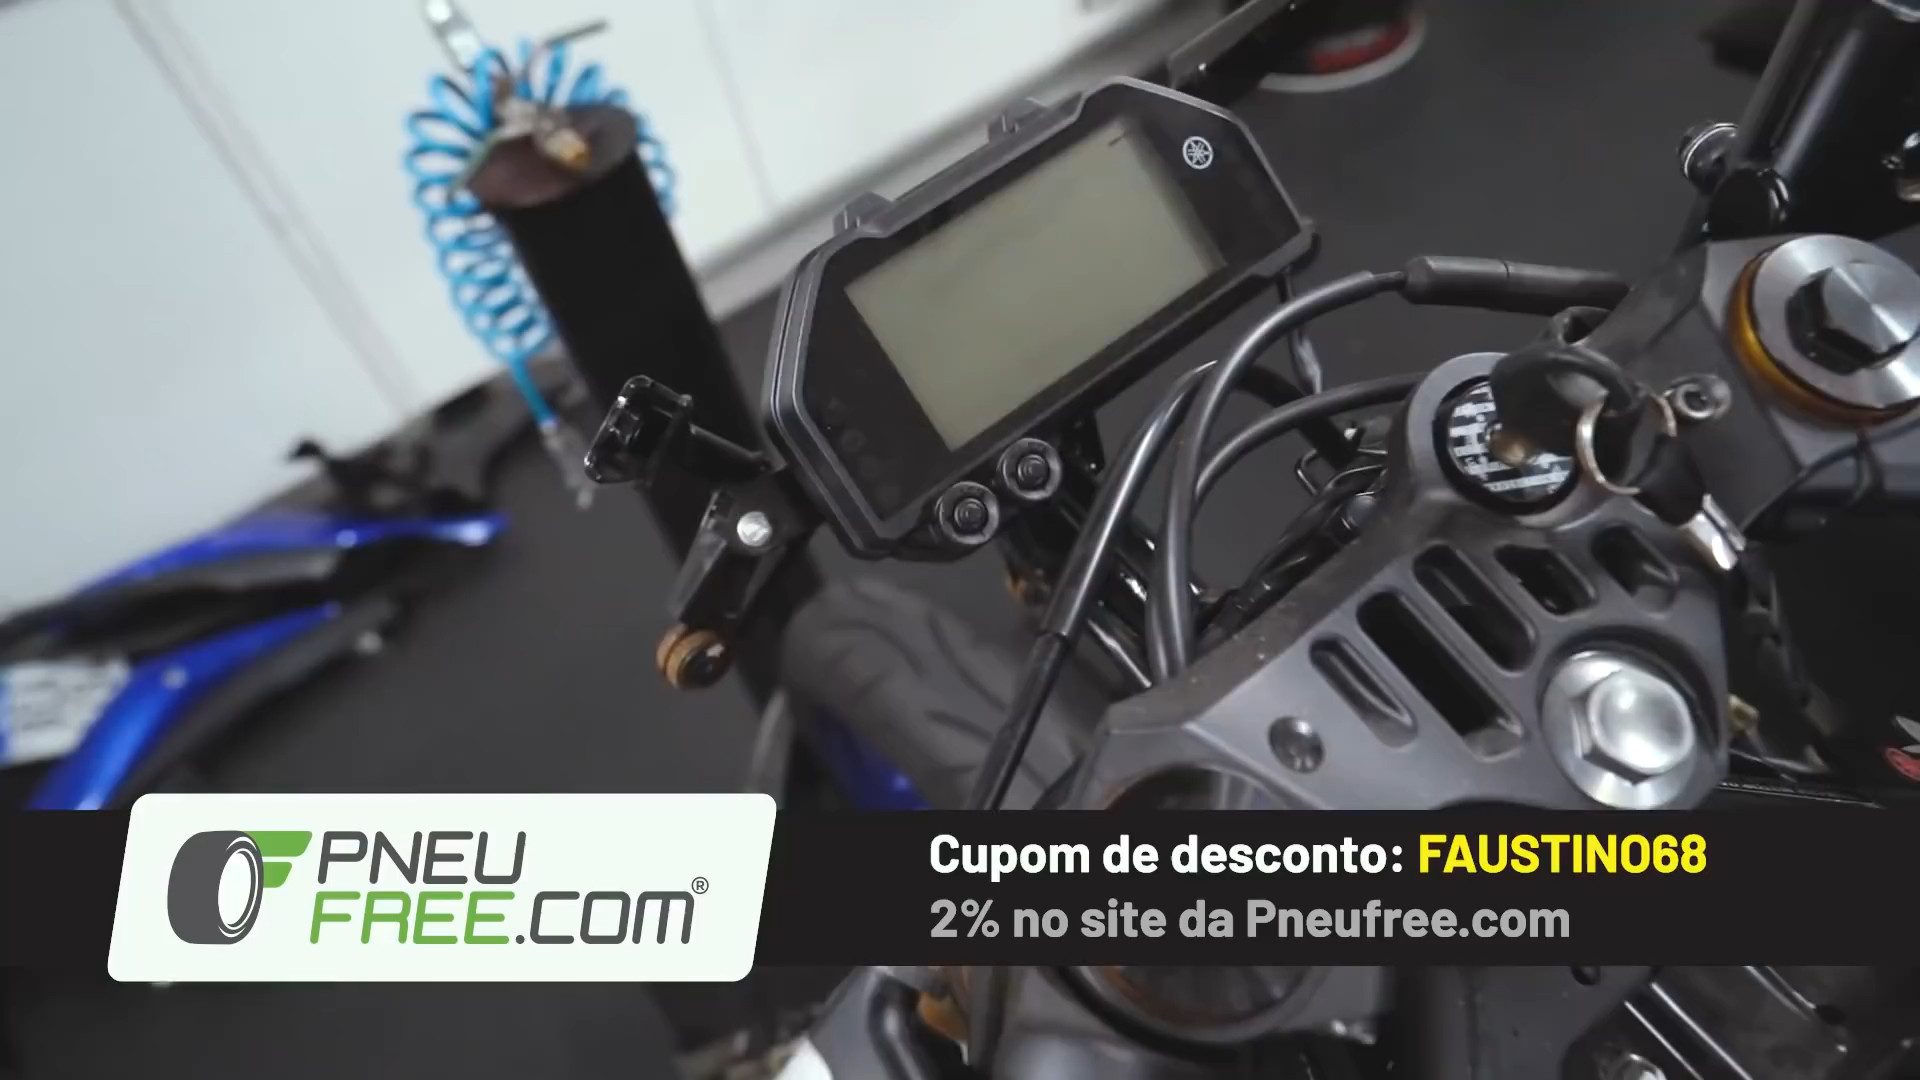 PNEU
FREE.COM®
Cupom de desconto: FAUSTINO68
2% no site da Pneufree.com